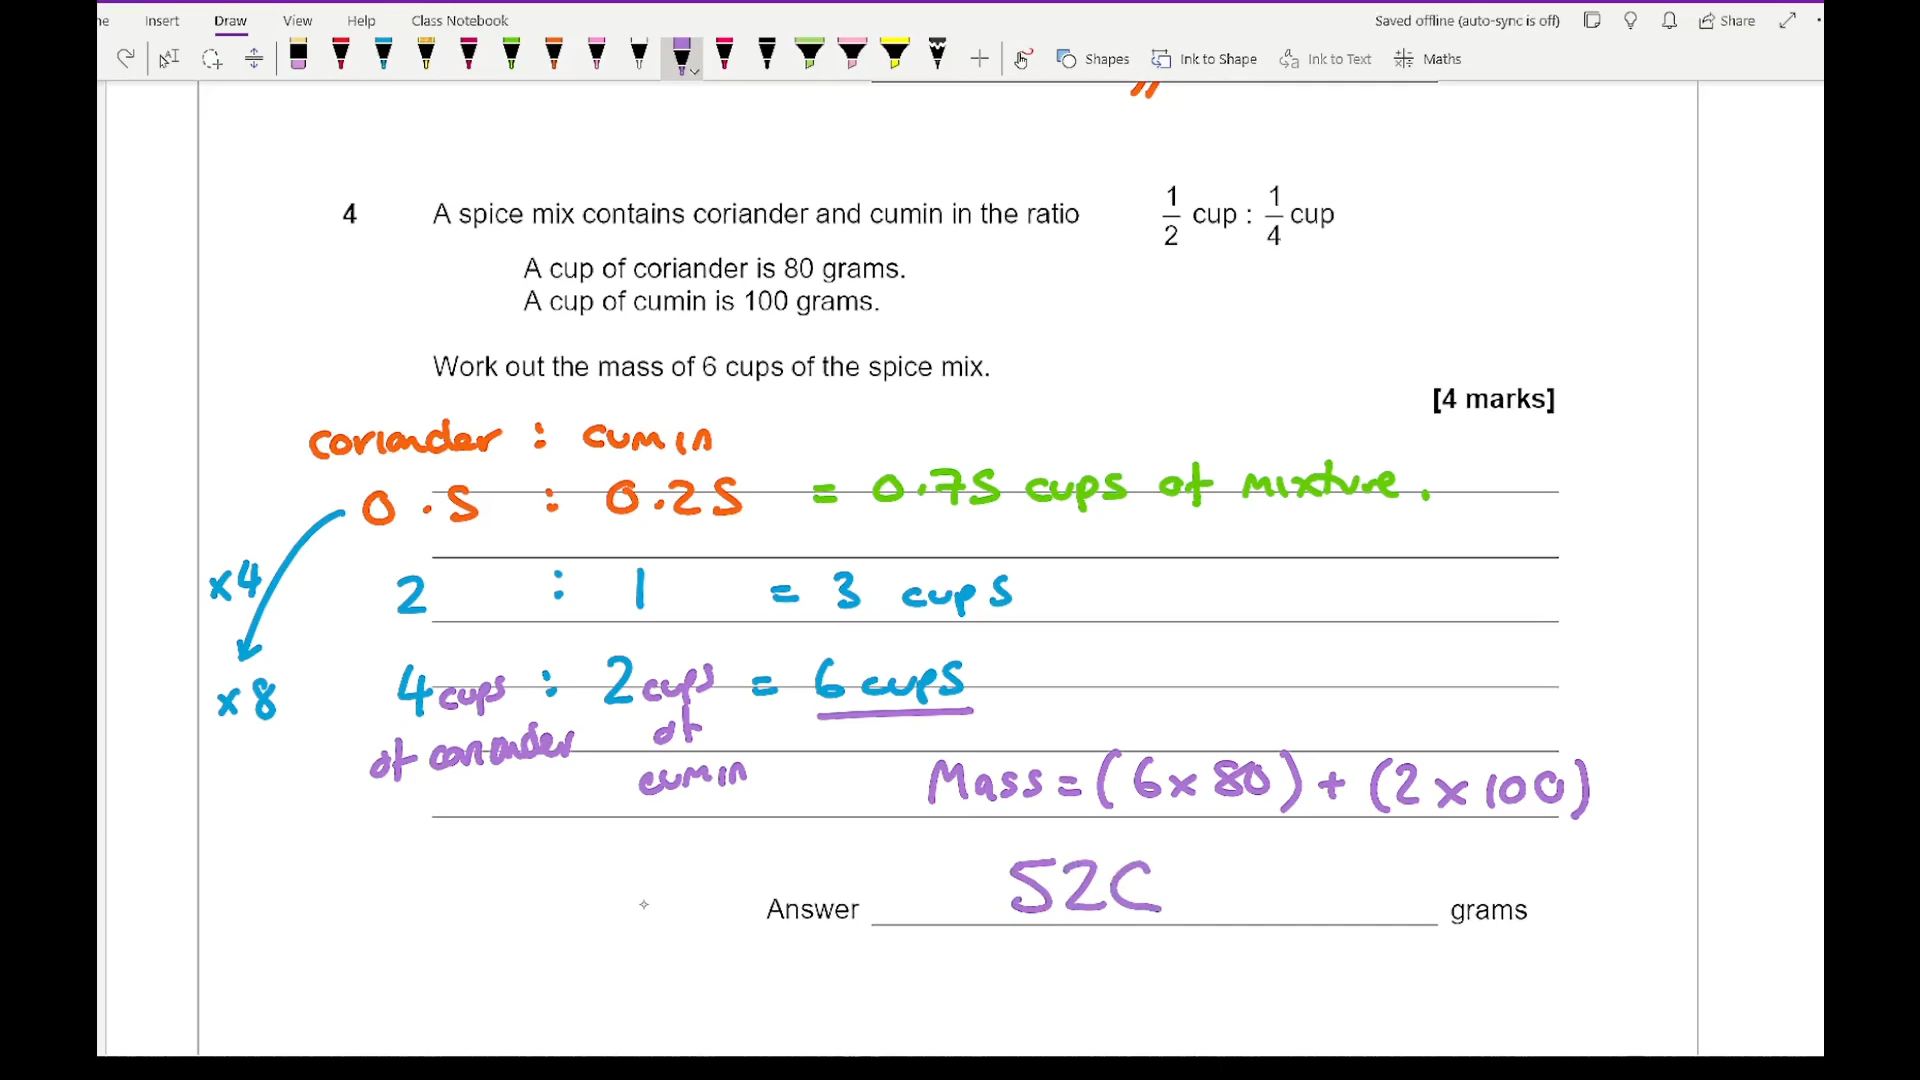 ne Insert Draw View Help Class Notebook Saved offline (auto-sync is off) Share
Shapes Ink to Shape Ink to Text Maths
4 A spice mix contains coriander and cumin in the ratio 1/2 cup : 1/4 cup
A cup of coriander is 80 grams.
A cup of cumin is 100 grams.
Work out the mass of 6 cups of the spice mix.
[4 marks]
coriander : cumin
0.5 : 0.25 = 0.75 cups of mixture.
x4 2 : 1 = 3 cups
x8 4 cups : 2 cups = 6 cups
of coriander of
cumin
Mass = (6 x 80) + (2 x 100)
Answer 52C grams